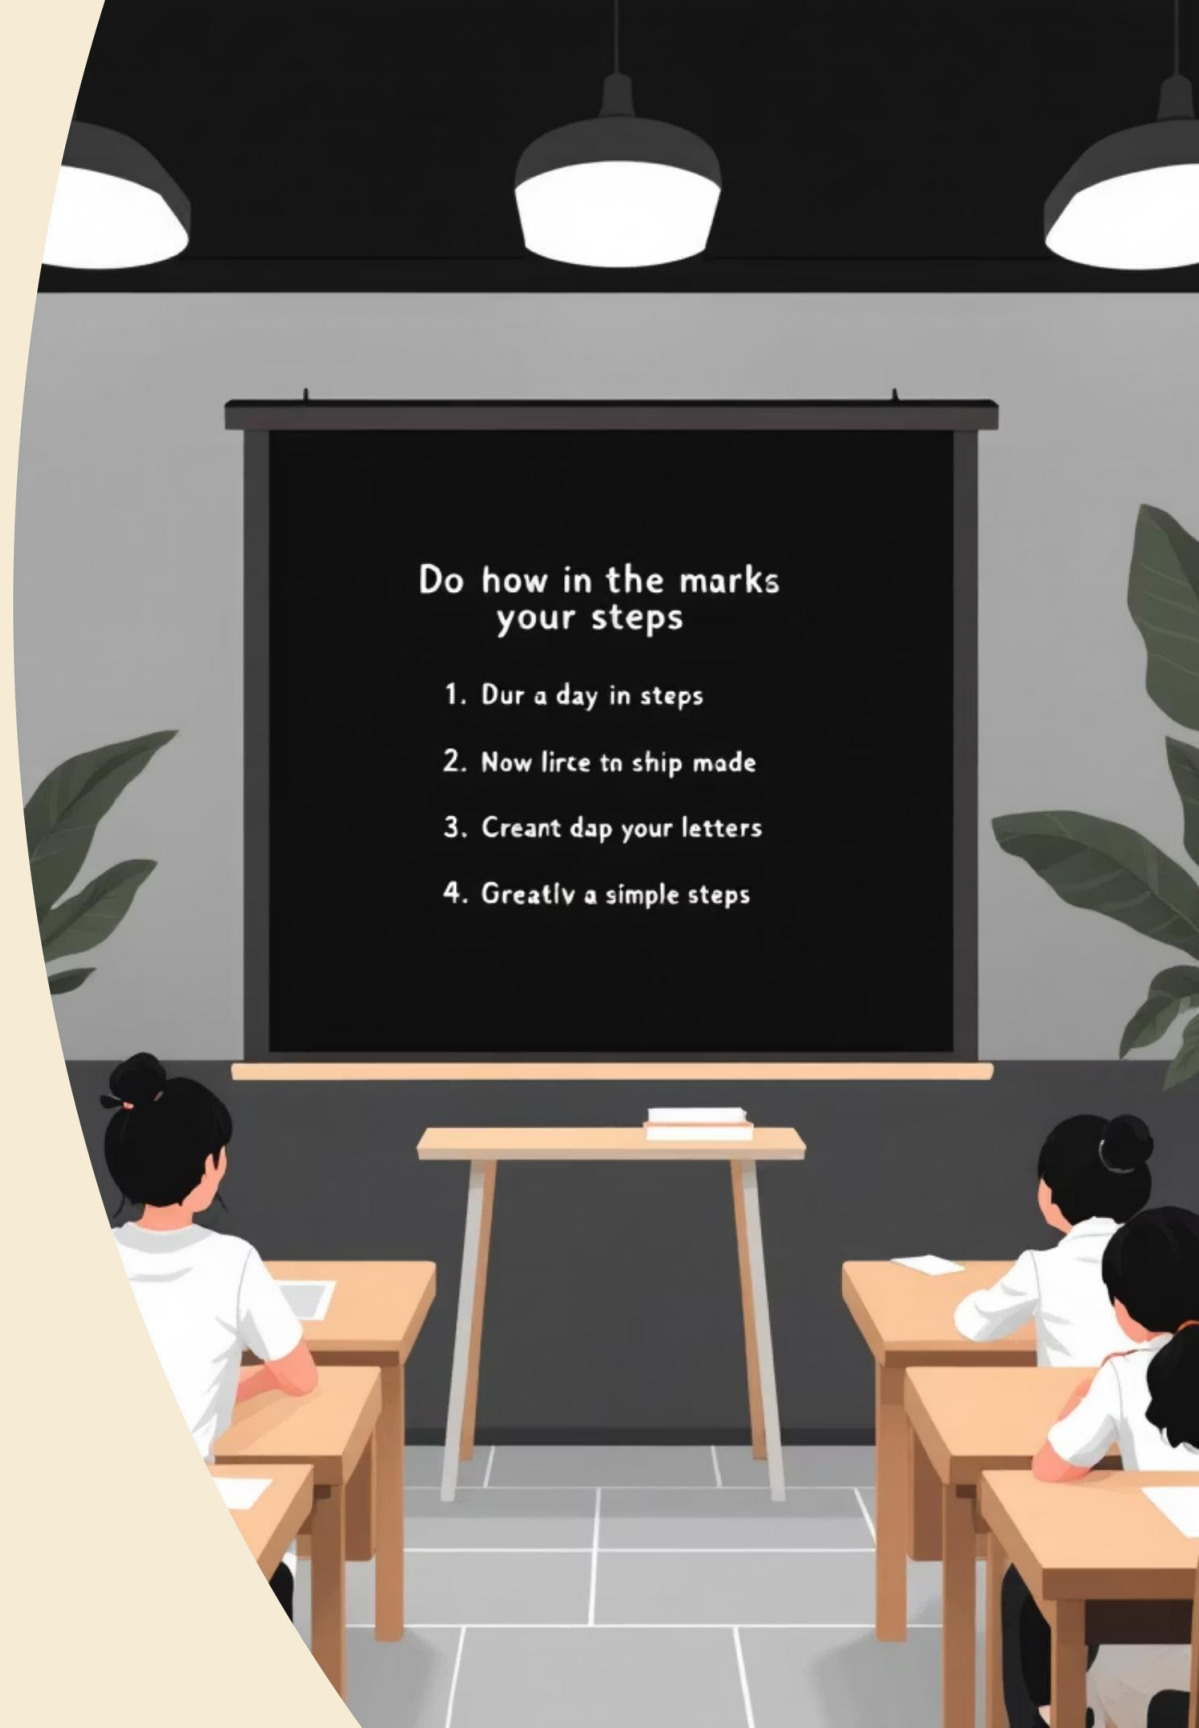 Do how in the marks
your steps
1. Dur a day in steps
2. Now lirce tn ship made
3. Creant dap your letters
4. Greatlv a simple steps